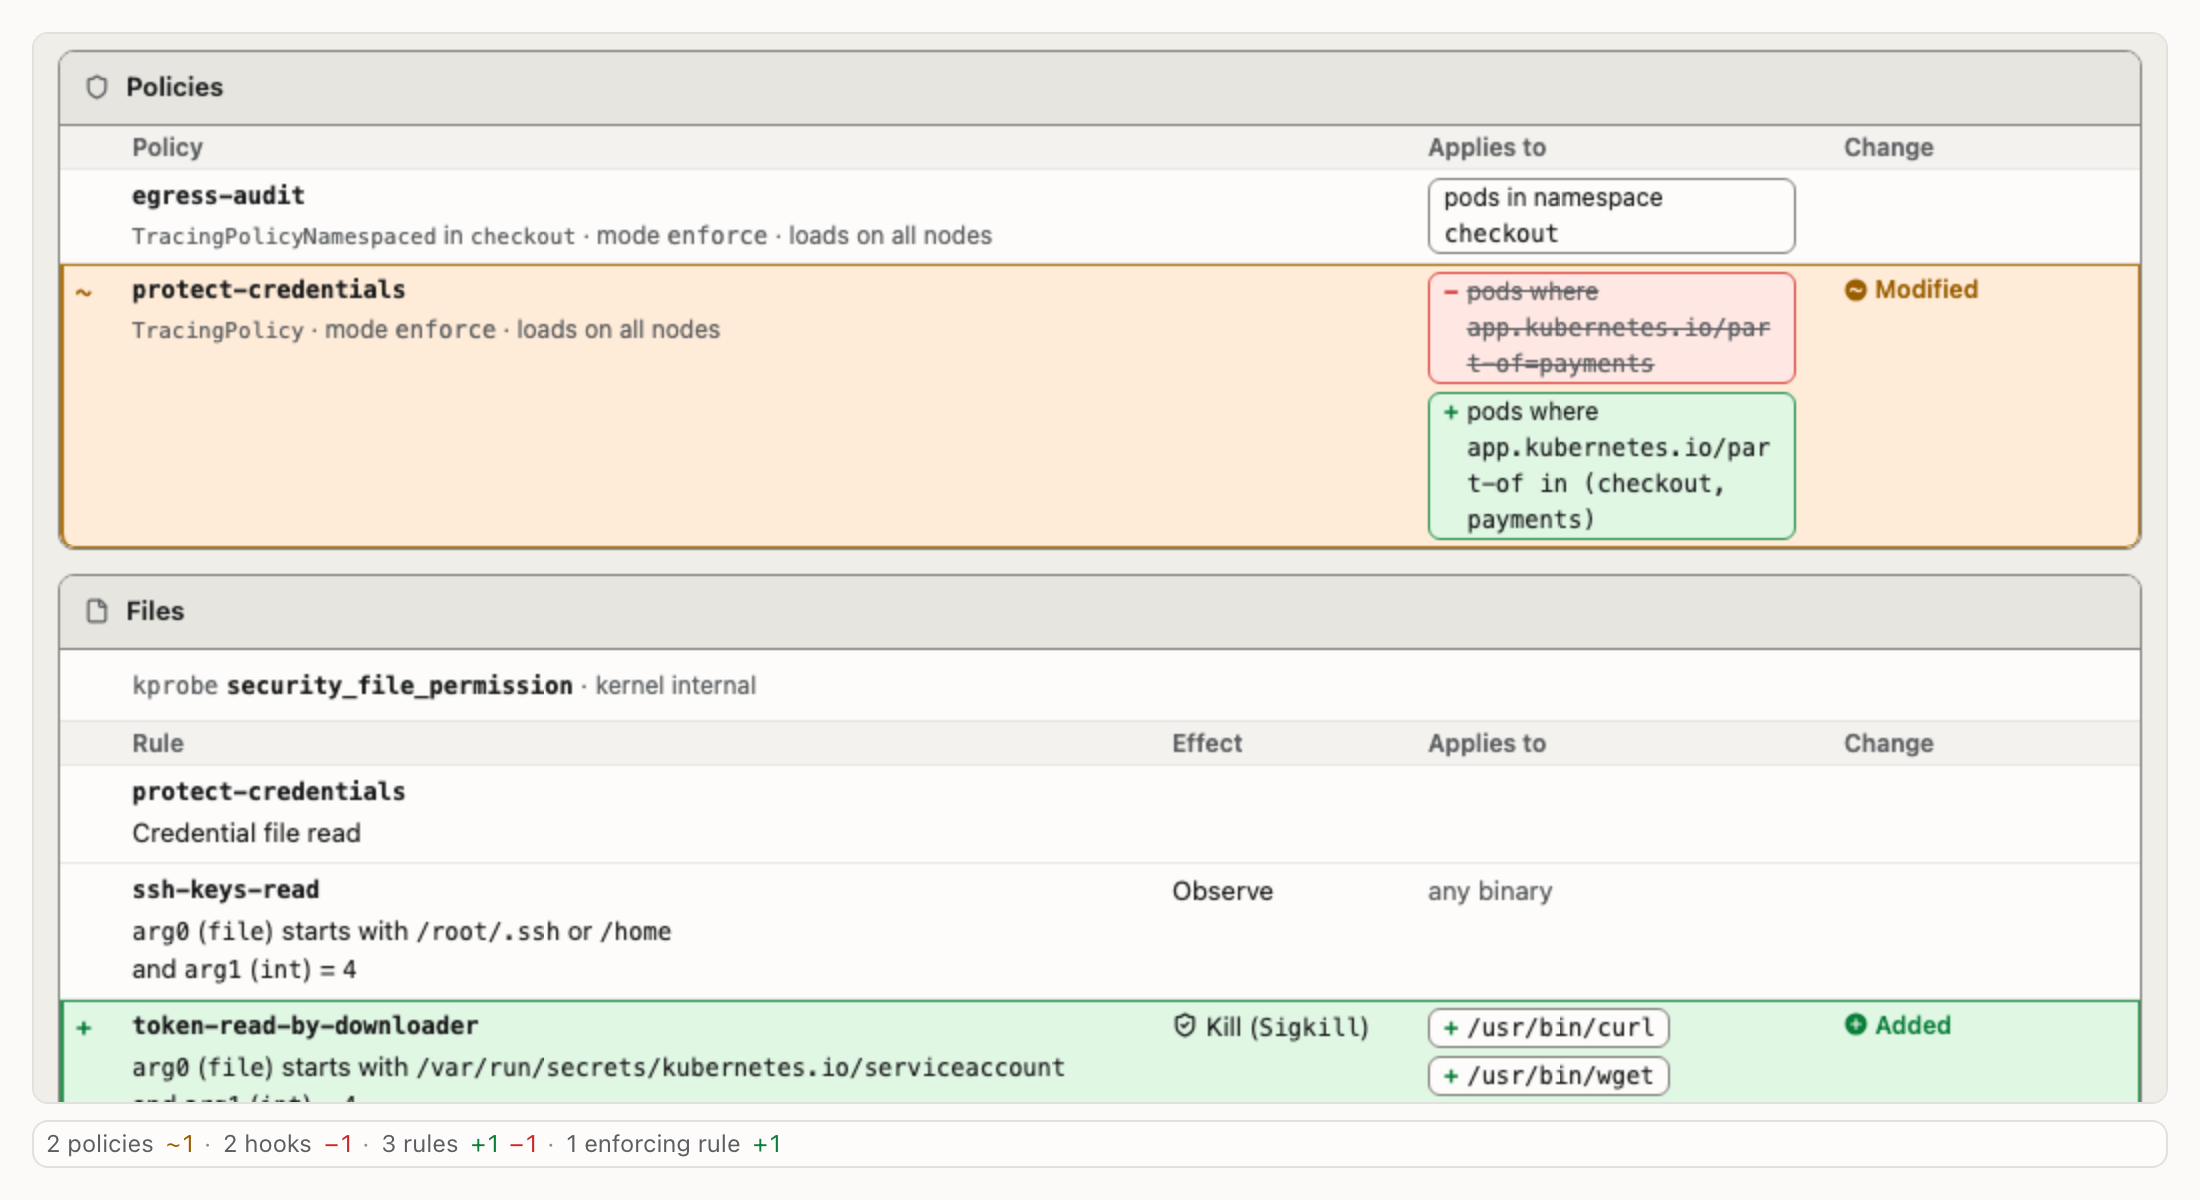 Policies
Policy Applies to Change
egress-audit
TracingPolicyNamespaced in checkout · mode enforce · loads on all nodes
pods in namespace
checkout
~ protect-credentials
TracingPolicy · mode enforce · loads on all nodes
− pods where
app.kubernetes.io/par
t-of=payments
+ pods where
app.kubernetes.io/par
t-of in (checkout,
payments)
Modified
Files
kprobe security_file_permission · kernel internal
Rule Effect Applies to Change
protect-credentials
Credential file read
ssh-keys-read Observe any binary
arg0 (file) starts with /root/.ssh or /home
and arg1 (int) = 4
+ token-read-by-downloader Kill (Sigkill) + /usr/bin/curl Added
arg0 (file) starts with /var/run/secrets/kubernetes.io/serviceaccount + /usr/bin/wget
and arg1 (int) = 4
2 policies ~1 · 2 hooks −1 · 3 rules +1 −1 · 1 enforcing rule +1